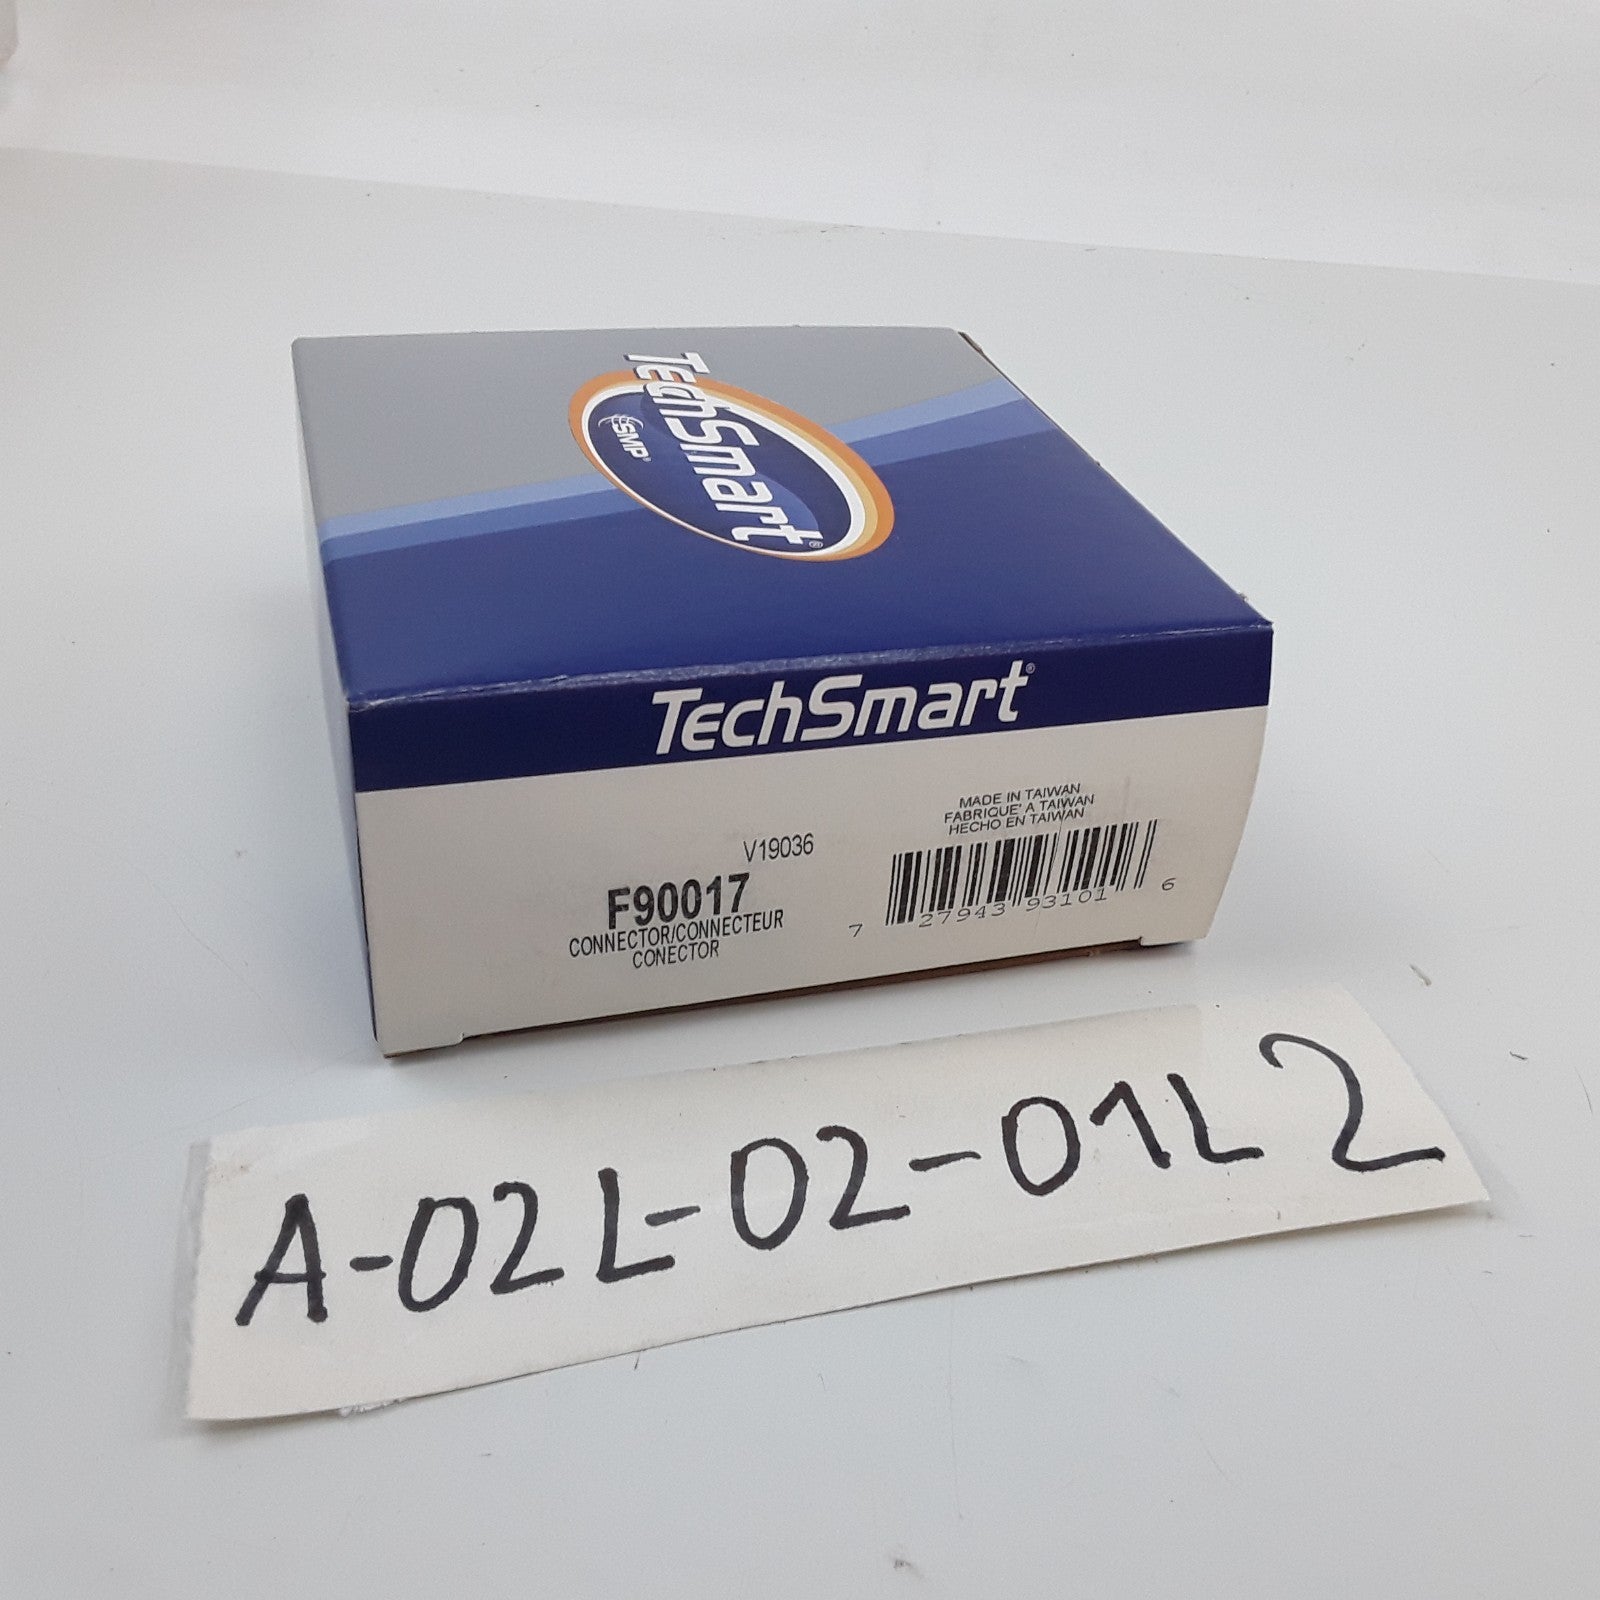 TechSmart®
SMP®
TechSmart®
MADE IN TAIWAN
FABRIQUE' A TAIWAN
HECHO EN TAIWAN
V19036
F90017
CONNECTOR/CONNECTEUR
CONECTOR
7 27943 93101 6
A-02L-02-01L2